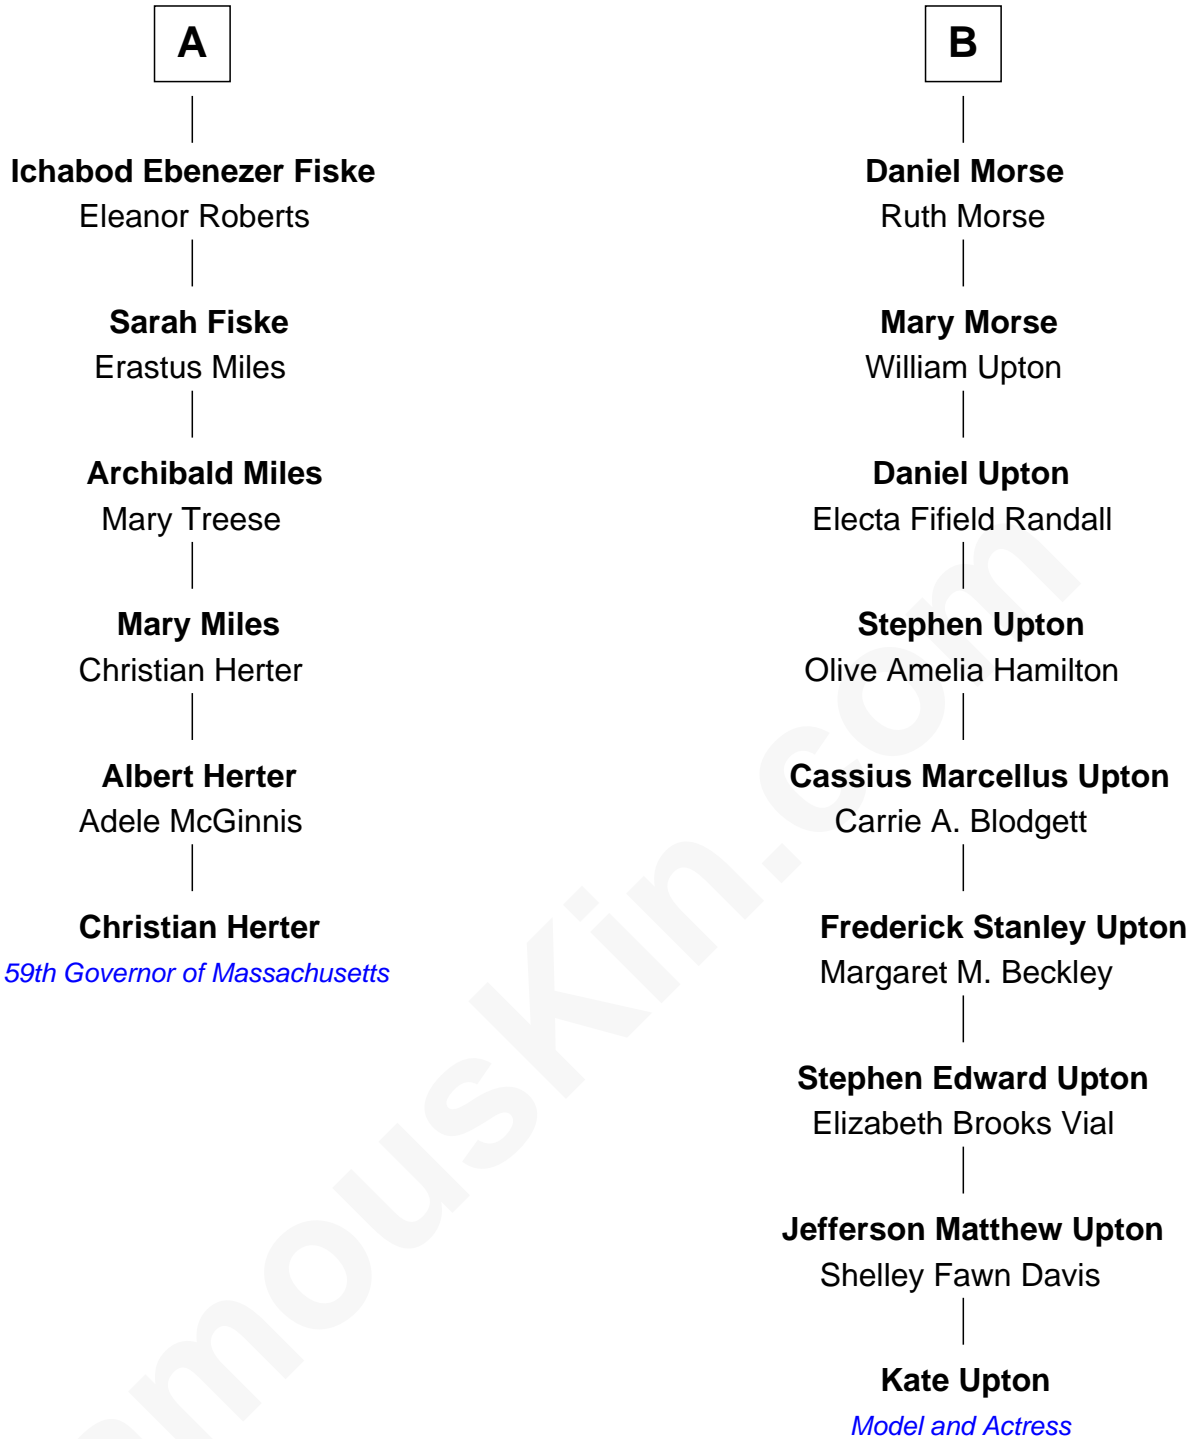 A
Ichabod Ebenezer Fiske
Eleanor Roberts
Sarah Fiske
Erastus Miles
Archibald Miles
Mary Treese
Mary Miles
Christian Herter
Albert Herter
Adele McGinnis
Christian Herter
59th Governor of Massachusetts
B
Daniel Morse
Ruth Morse
Mary Morse
William Upton
Daniel Upton
Electa Fifield Randall
Stephen Upton
Olive Amelia Hamilton
Cassius Marcellus Upton
Carrie A. Blodgett
Frederick Stanley Upton
Margaret M. Beckley
Stephen Edward Upton
Elizabeth Brooks Vial
Jefferson Matthew Upton
Shelley Fawn Davis
Kate Upton
Model and Actress
amousKin.com